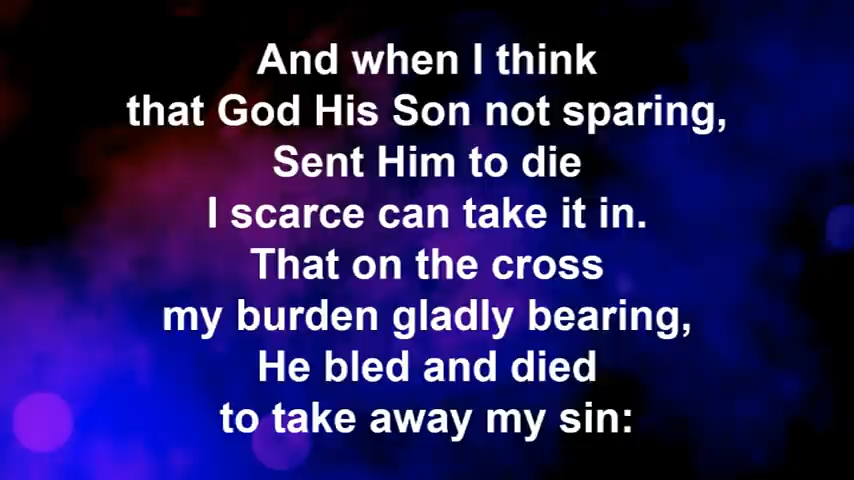 And when I think
that God His Son not sparing,
Sent Him to die
I scarce can take it in.
That on the cross
my burden gladly bearing,
He bled and died
to take away my sin: